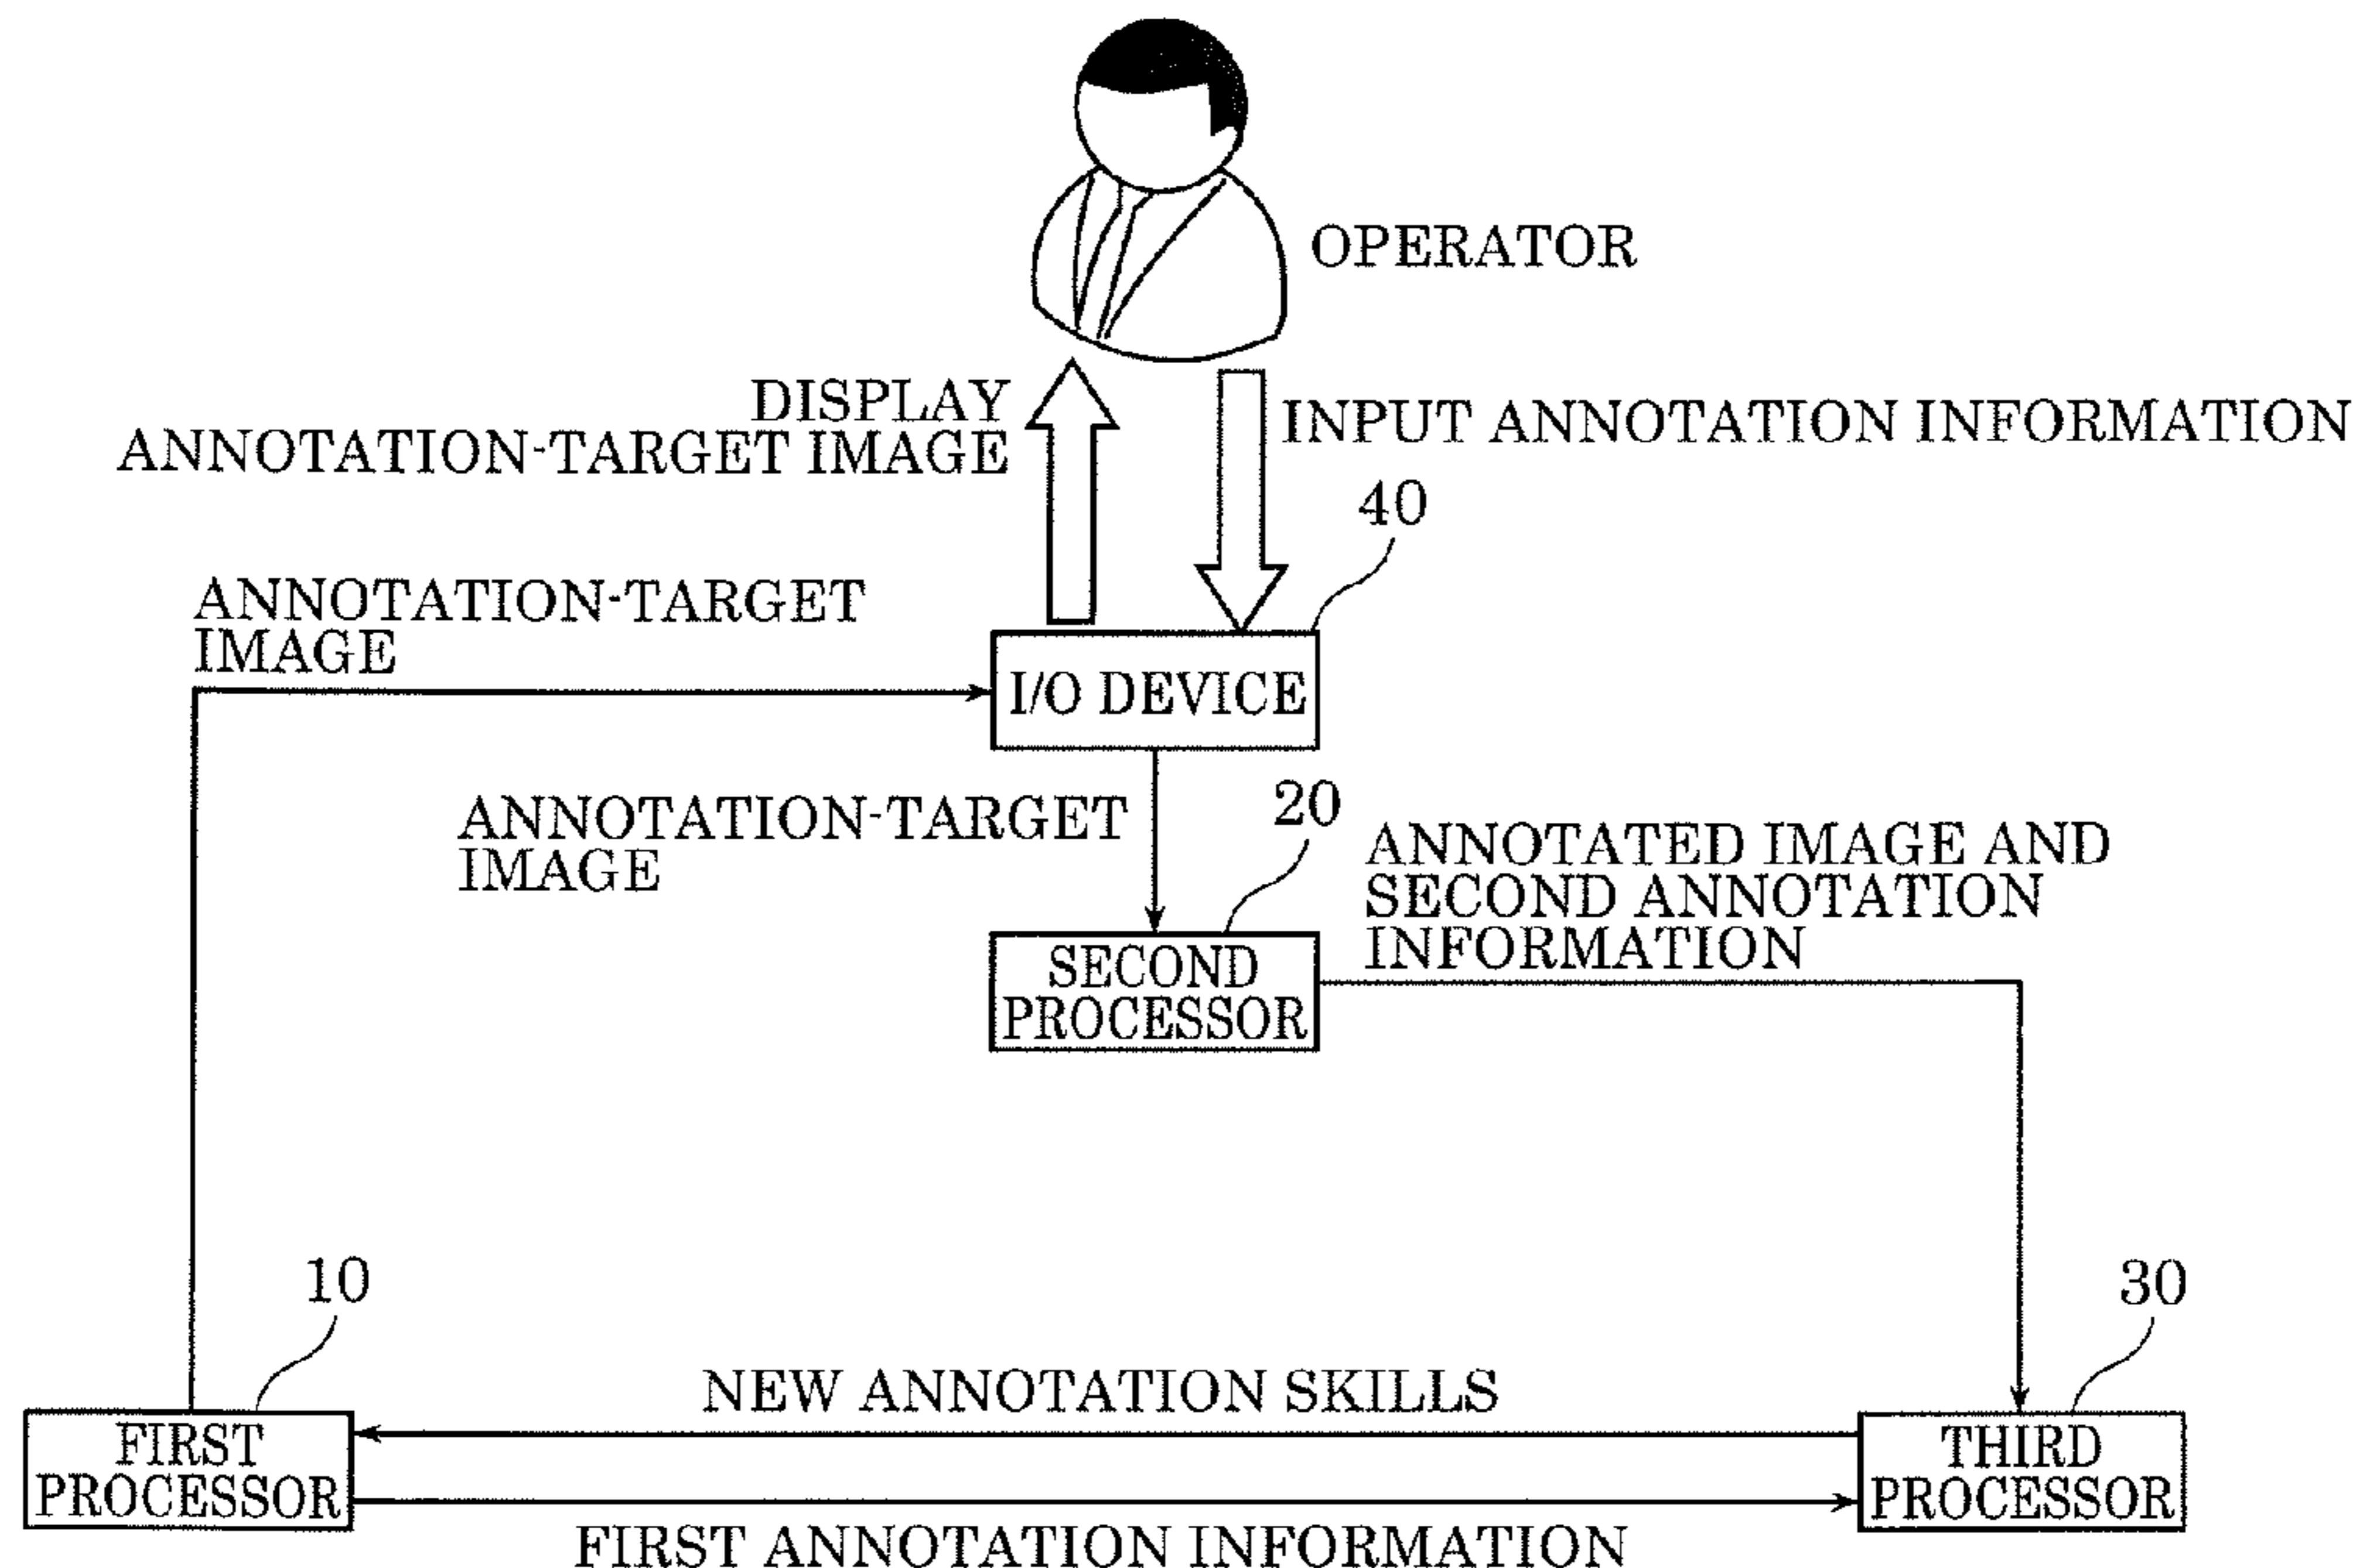 OPERATOR
DISPLAY
ANNOTATION-TARGET IMAGE
INPUT ANNOTATION INFORMATION
40
ANNOTATION-TARGET
IMAGE
I/O DEVICE
20
ANNOTATION-TARGET
IMAGE
ANNOTATED IMAGE AND
SECOND ANNOTATION
INFORMATION
SECOND
PROCESSOR
10
30
NEW ANNOTATION SKILLS
FIRST
PROCESSOR
THIRD
PROCESSOR
FIRST ANNOTATION INFORMATION